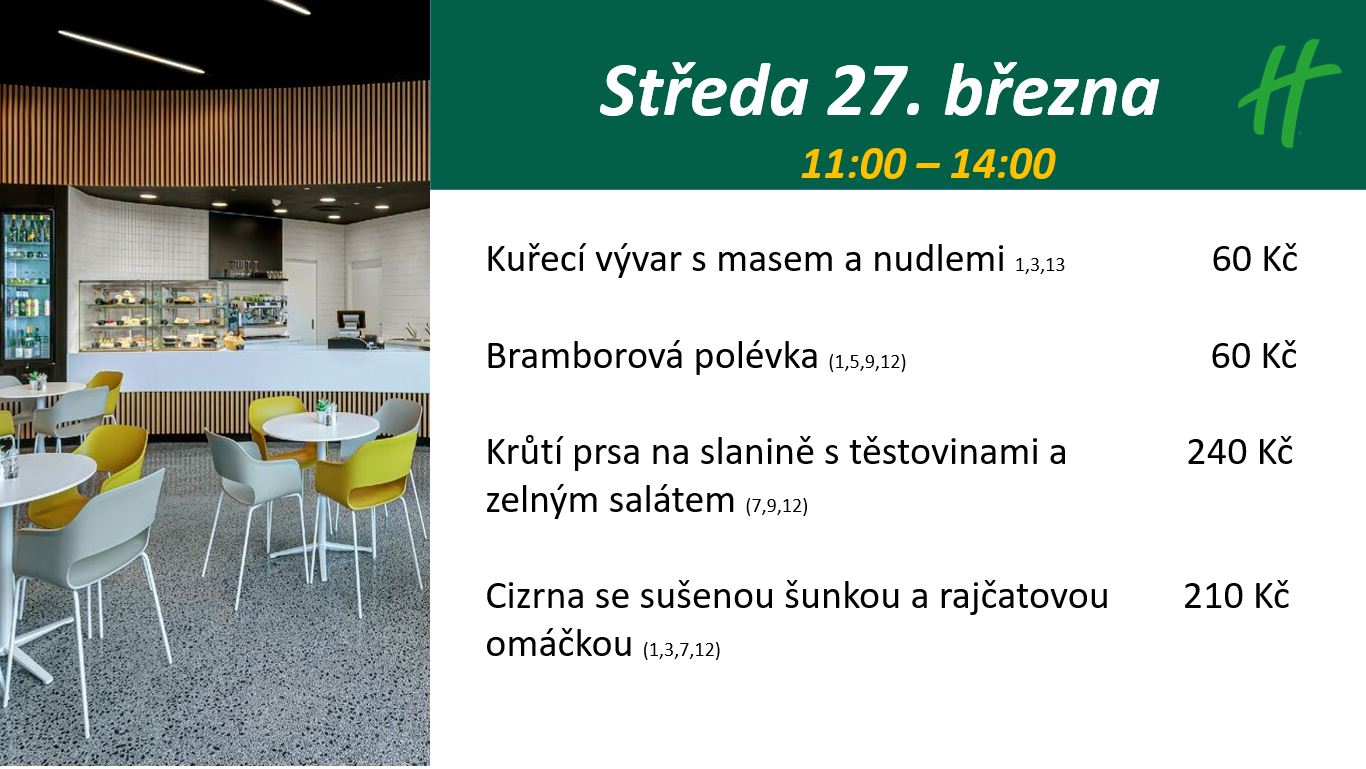 Středa 27. března
11:00 – 14:00
Kuřecí vývar s masem a nudlemi 1,3,13 60 Kč
Bramborová polévka (1,5,9,12) 60 Kč
Krůtí prsa na slanině s těstovinami a 240 Kč
zelným salátem (7,9,12)
Cizrna se sušenou šunkou a rajčatovou 210 Kč
omáčkou (1,3,7,12)